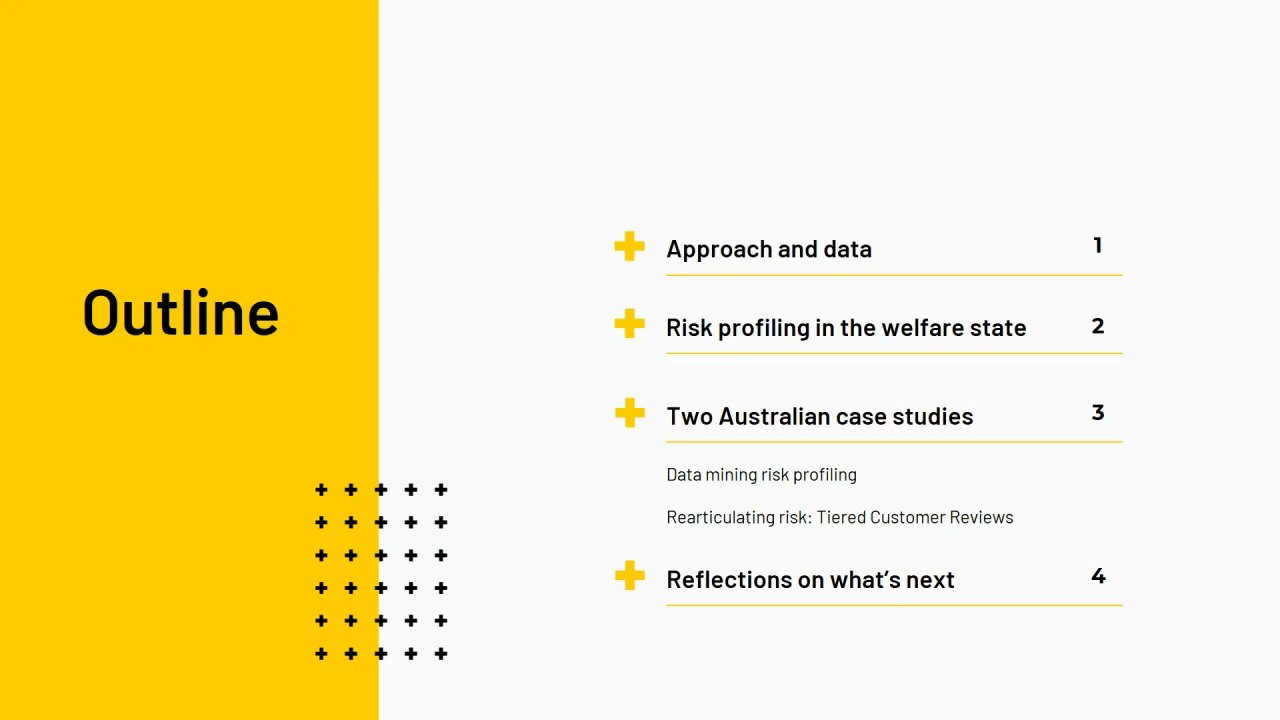 Outline
Approach and data 1
Risk profiling in the welfare state 2
Two Australian case studies 3
Data mining risk profiling
Rearticulating risk: Tiered Customer Reviews
Reflections on what’s next 4